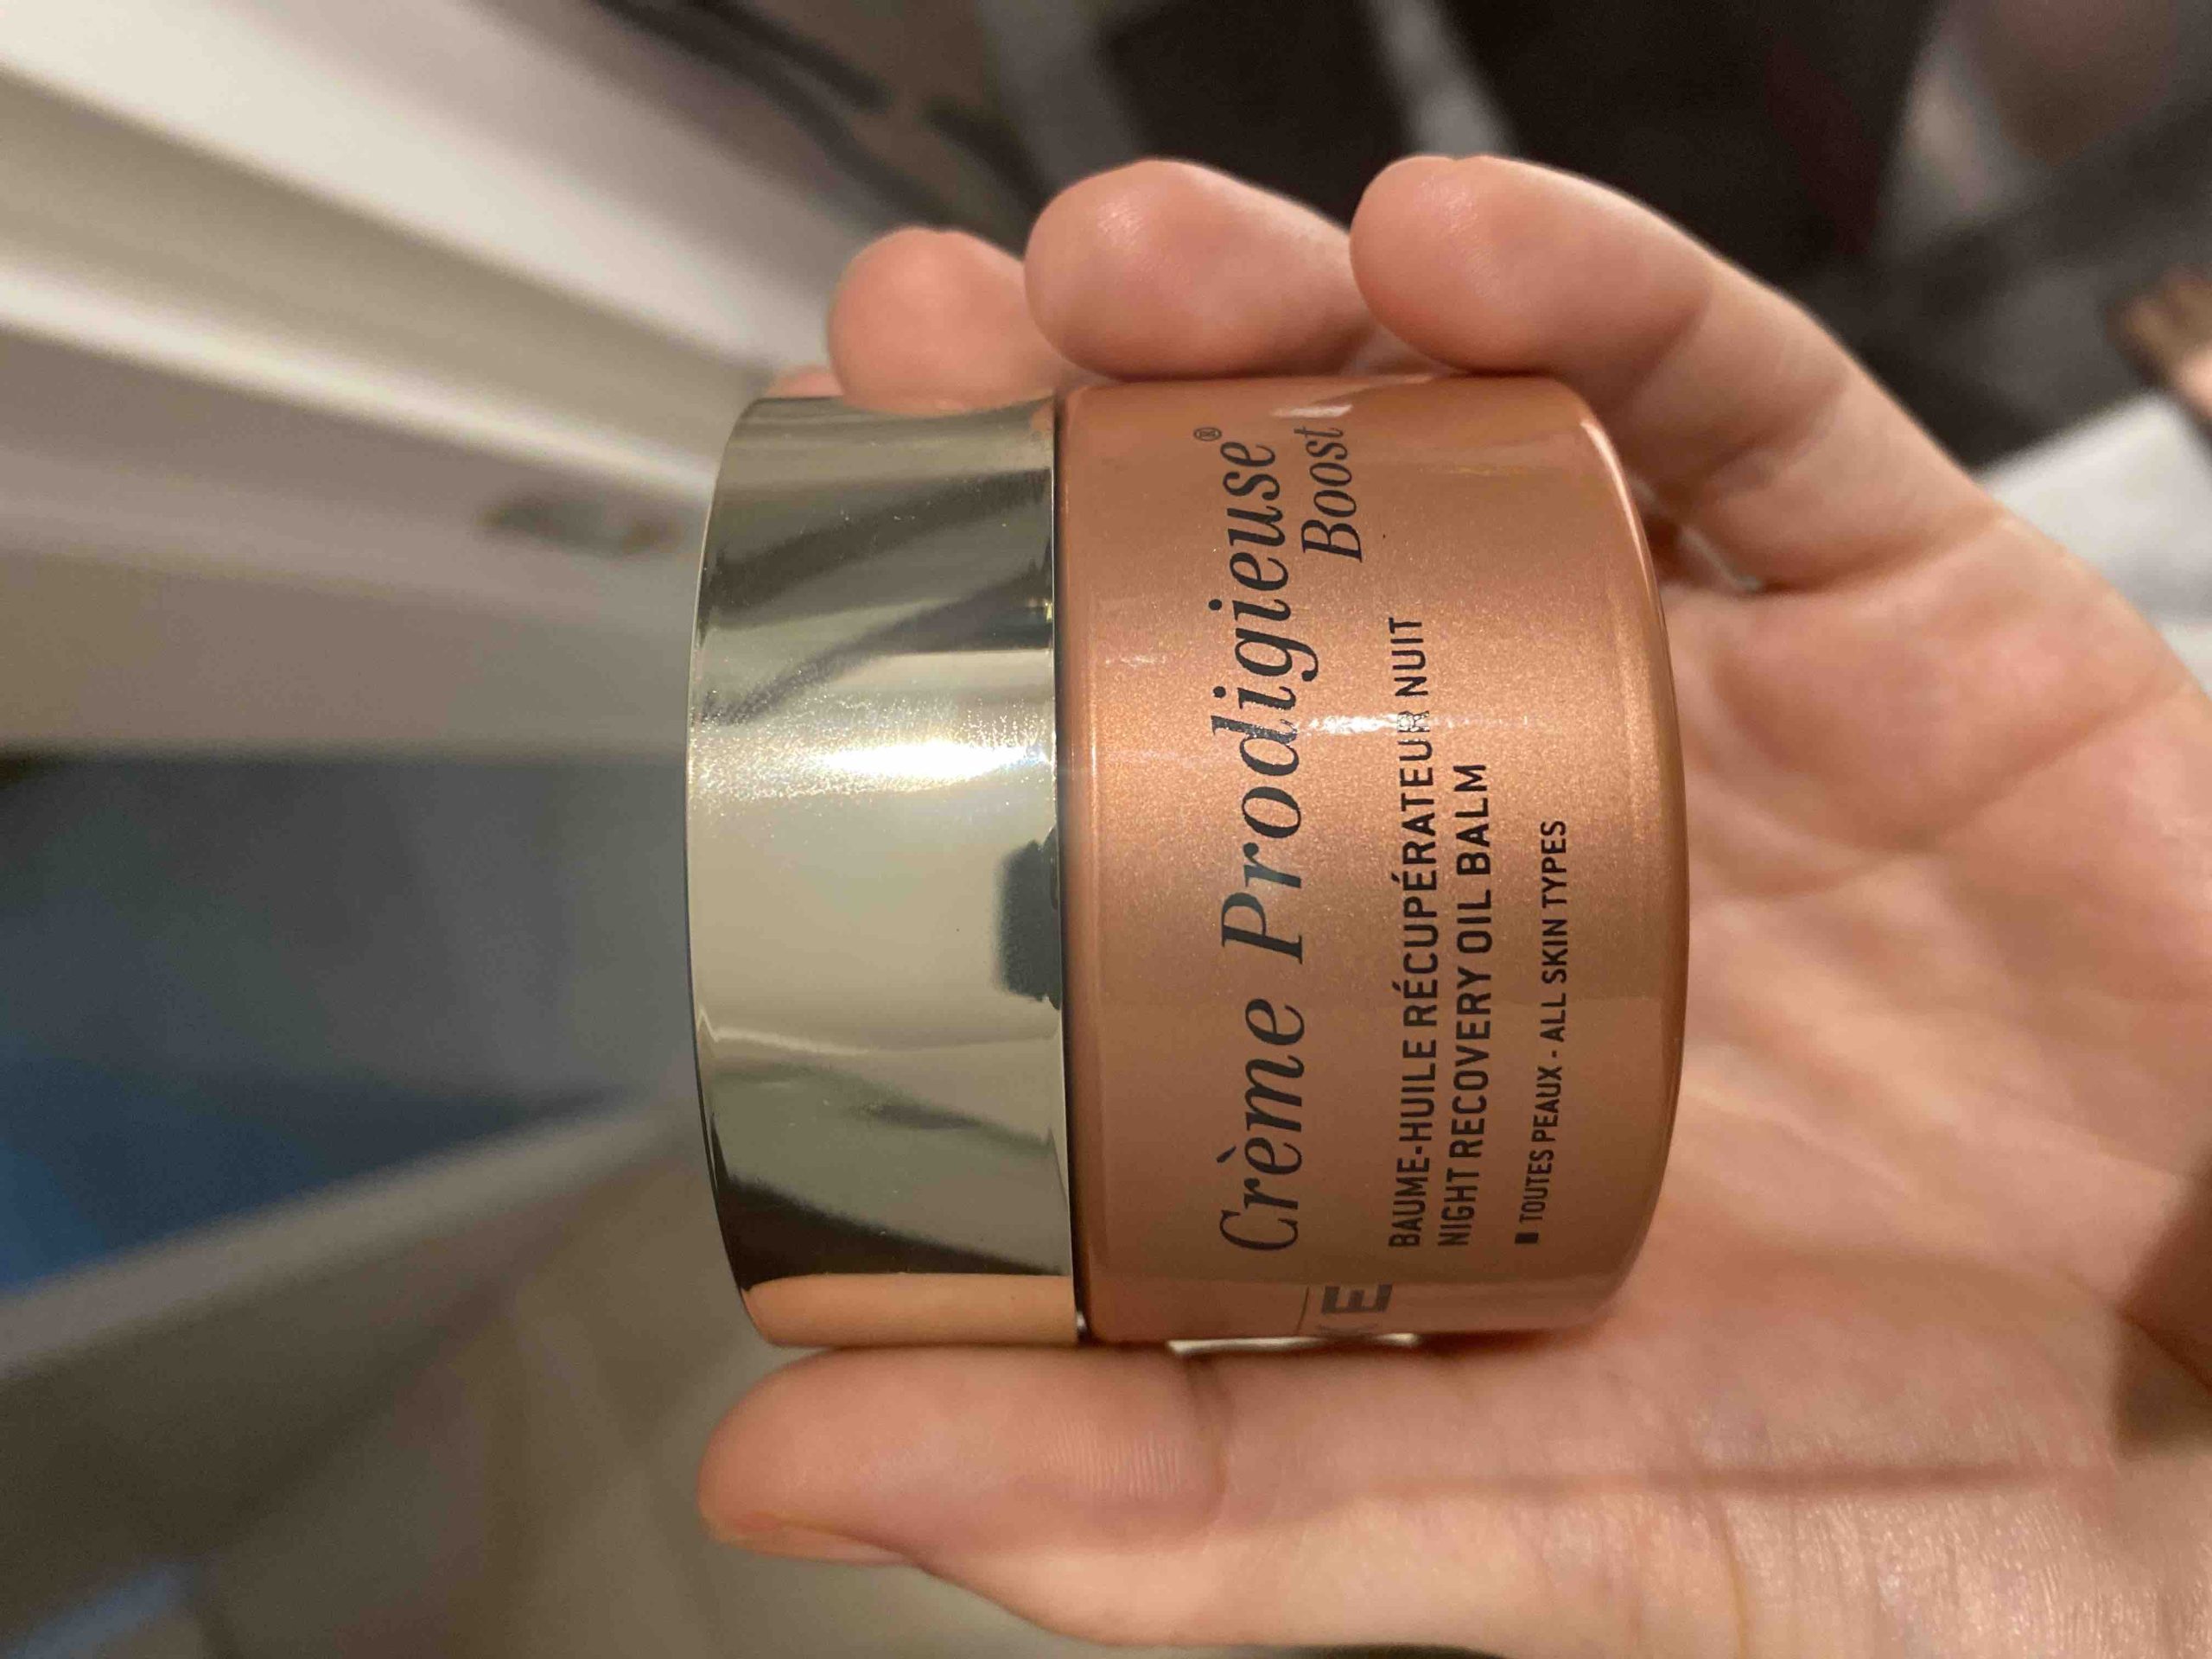 Crème Prodigieuse®
Boost
BAUME-HUILE RÉCUPÉRATEUR NUIT
NIGHT RECOVERY OIL BALM
TOUTES PEAUX - ALL SKIN TYPES